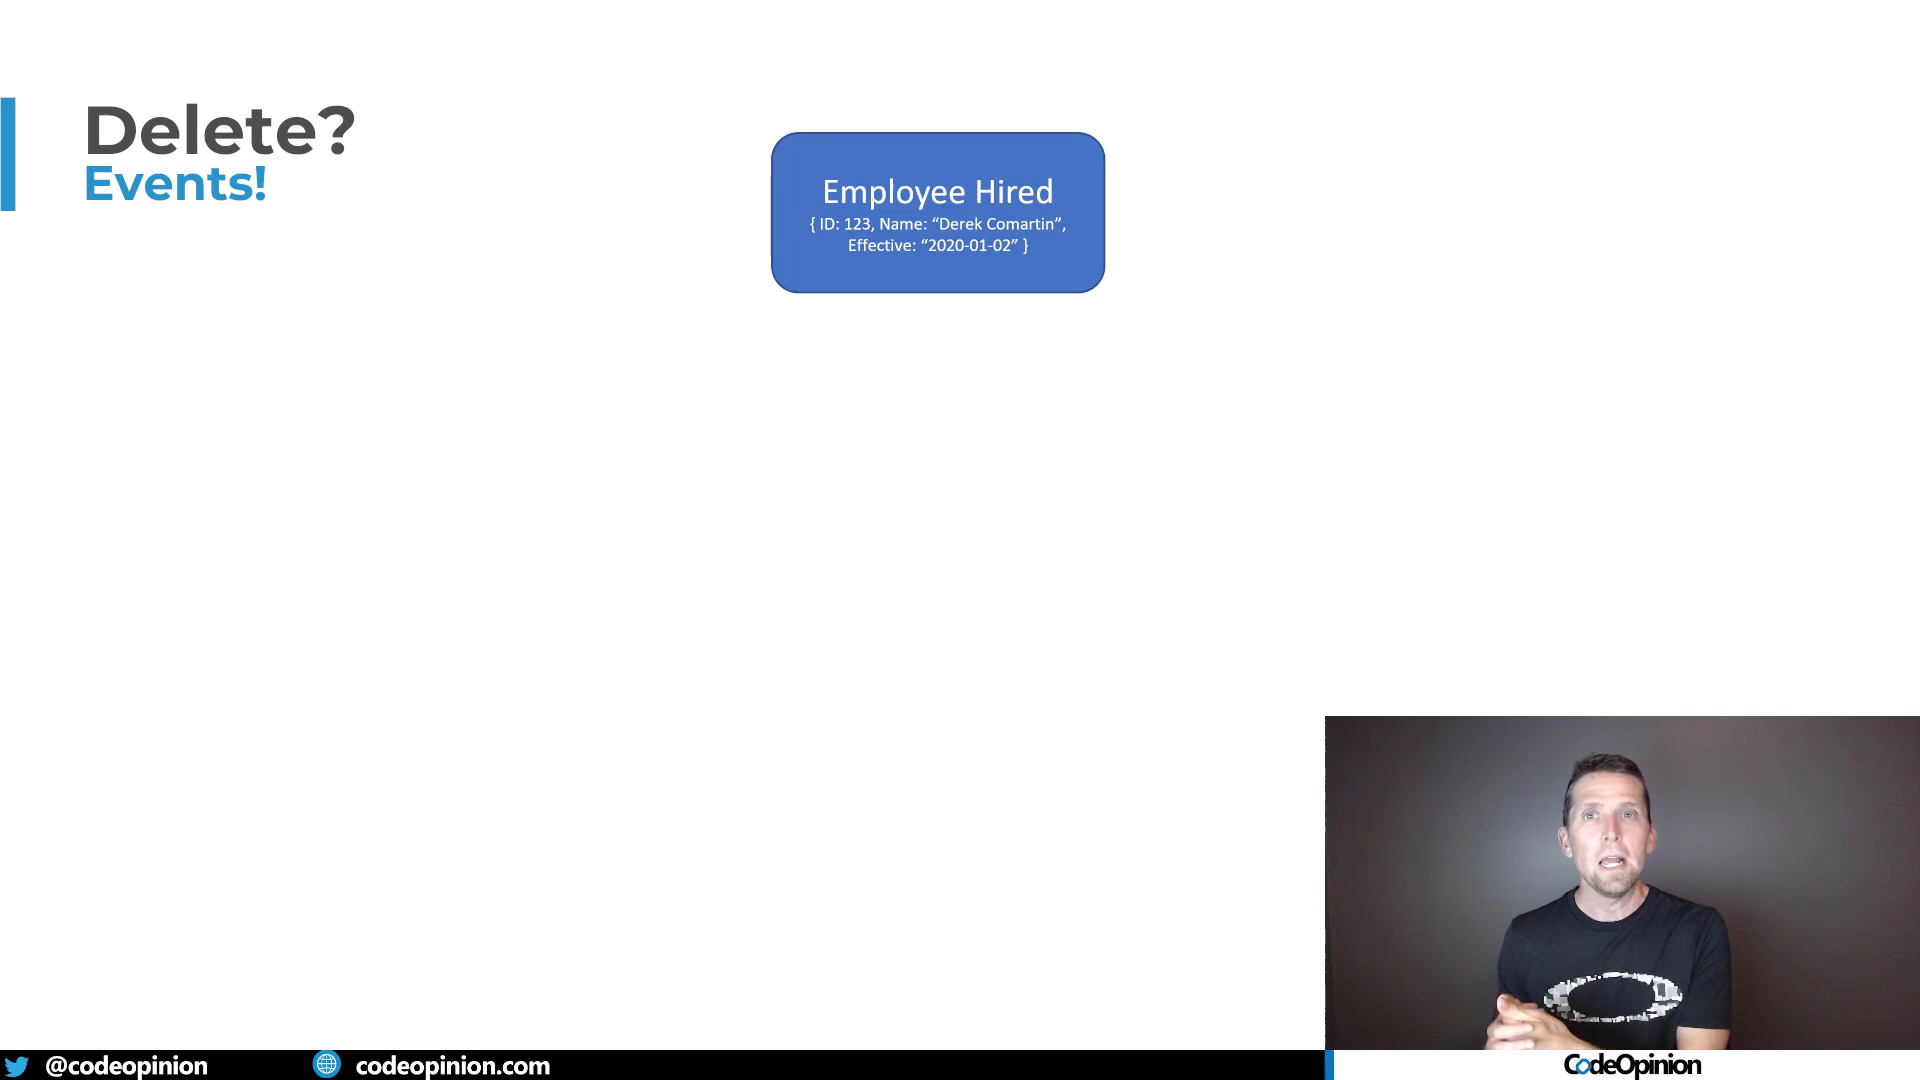 Delete?
Events!
Employee Hired
{ ID: 123, Name: “Derek Comartin”,
Effective: “2020-01-02” }
@codeopinion
codeopinion.com
CodeOpinion